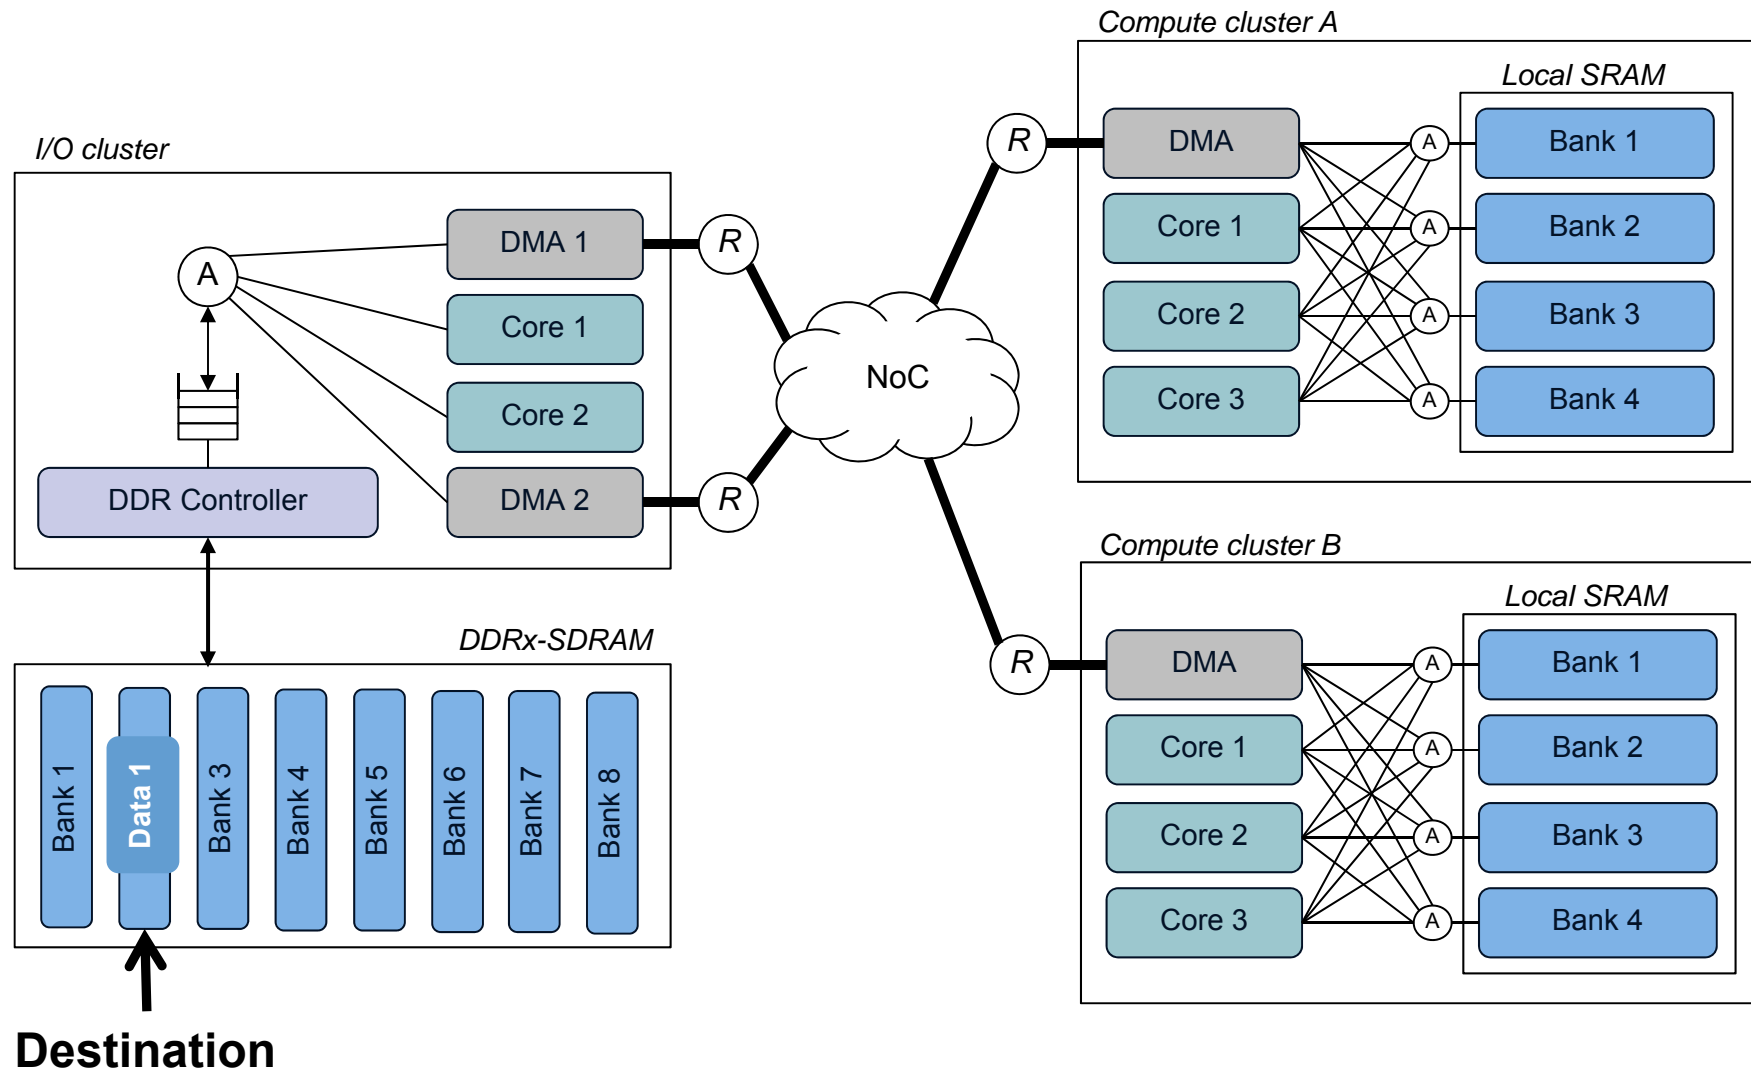 Compute cluster A
Local SRAM
DMA
Core 1
Core 2
Core 3
A
A
A
A
Bank 1
Bank 2
Bank 3
Bank 4
R
I/O cluster
A
DMA 1
Core 1
Core 2
DMA 2
DDR Controller
R
R
NoC
Compute cluster B
Local SRAM
R
DMA
Core 1
Core 2
Core 3
A
A
A
A
Bank 1
Bank 2
Bank 3
Bank 4
DDRx-SDRAM
Bank 1
Data 1
Bank 3
Bank 4
Bank 5
Bank 6
Bank 7
Bank 8
Destination